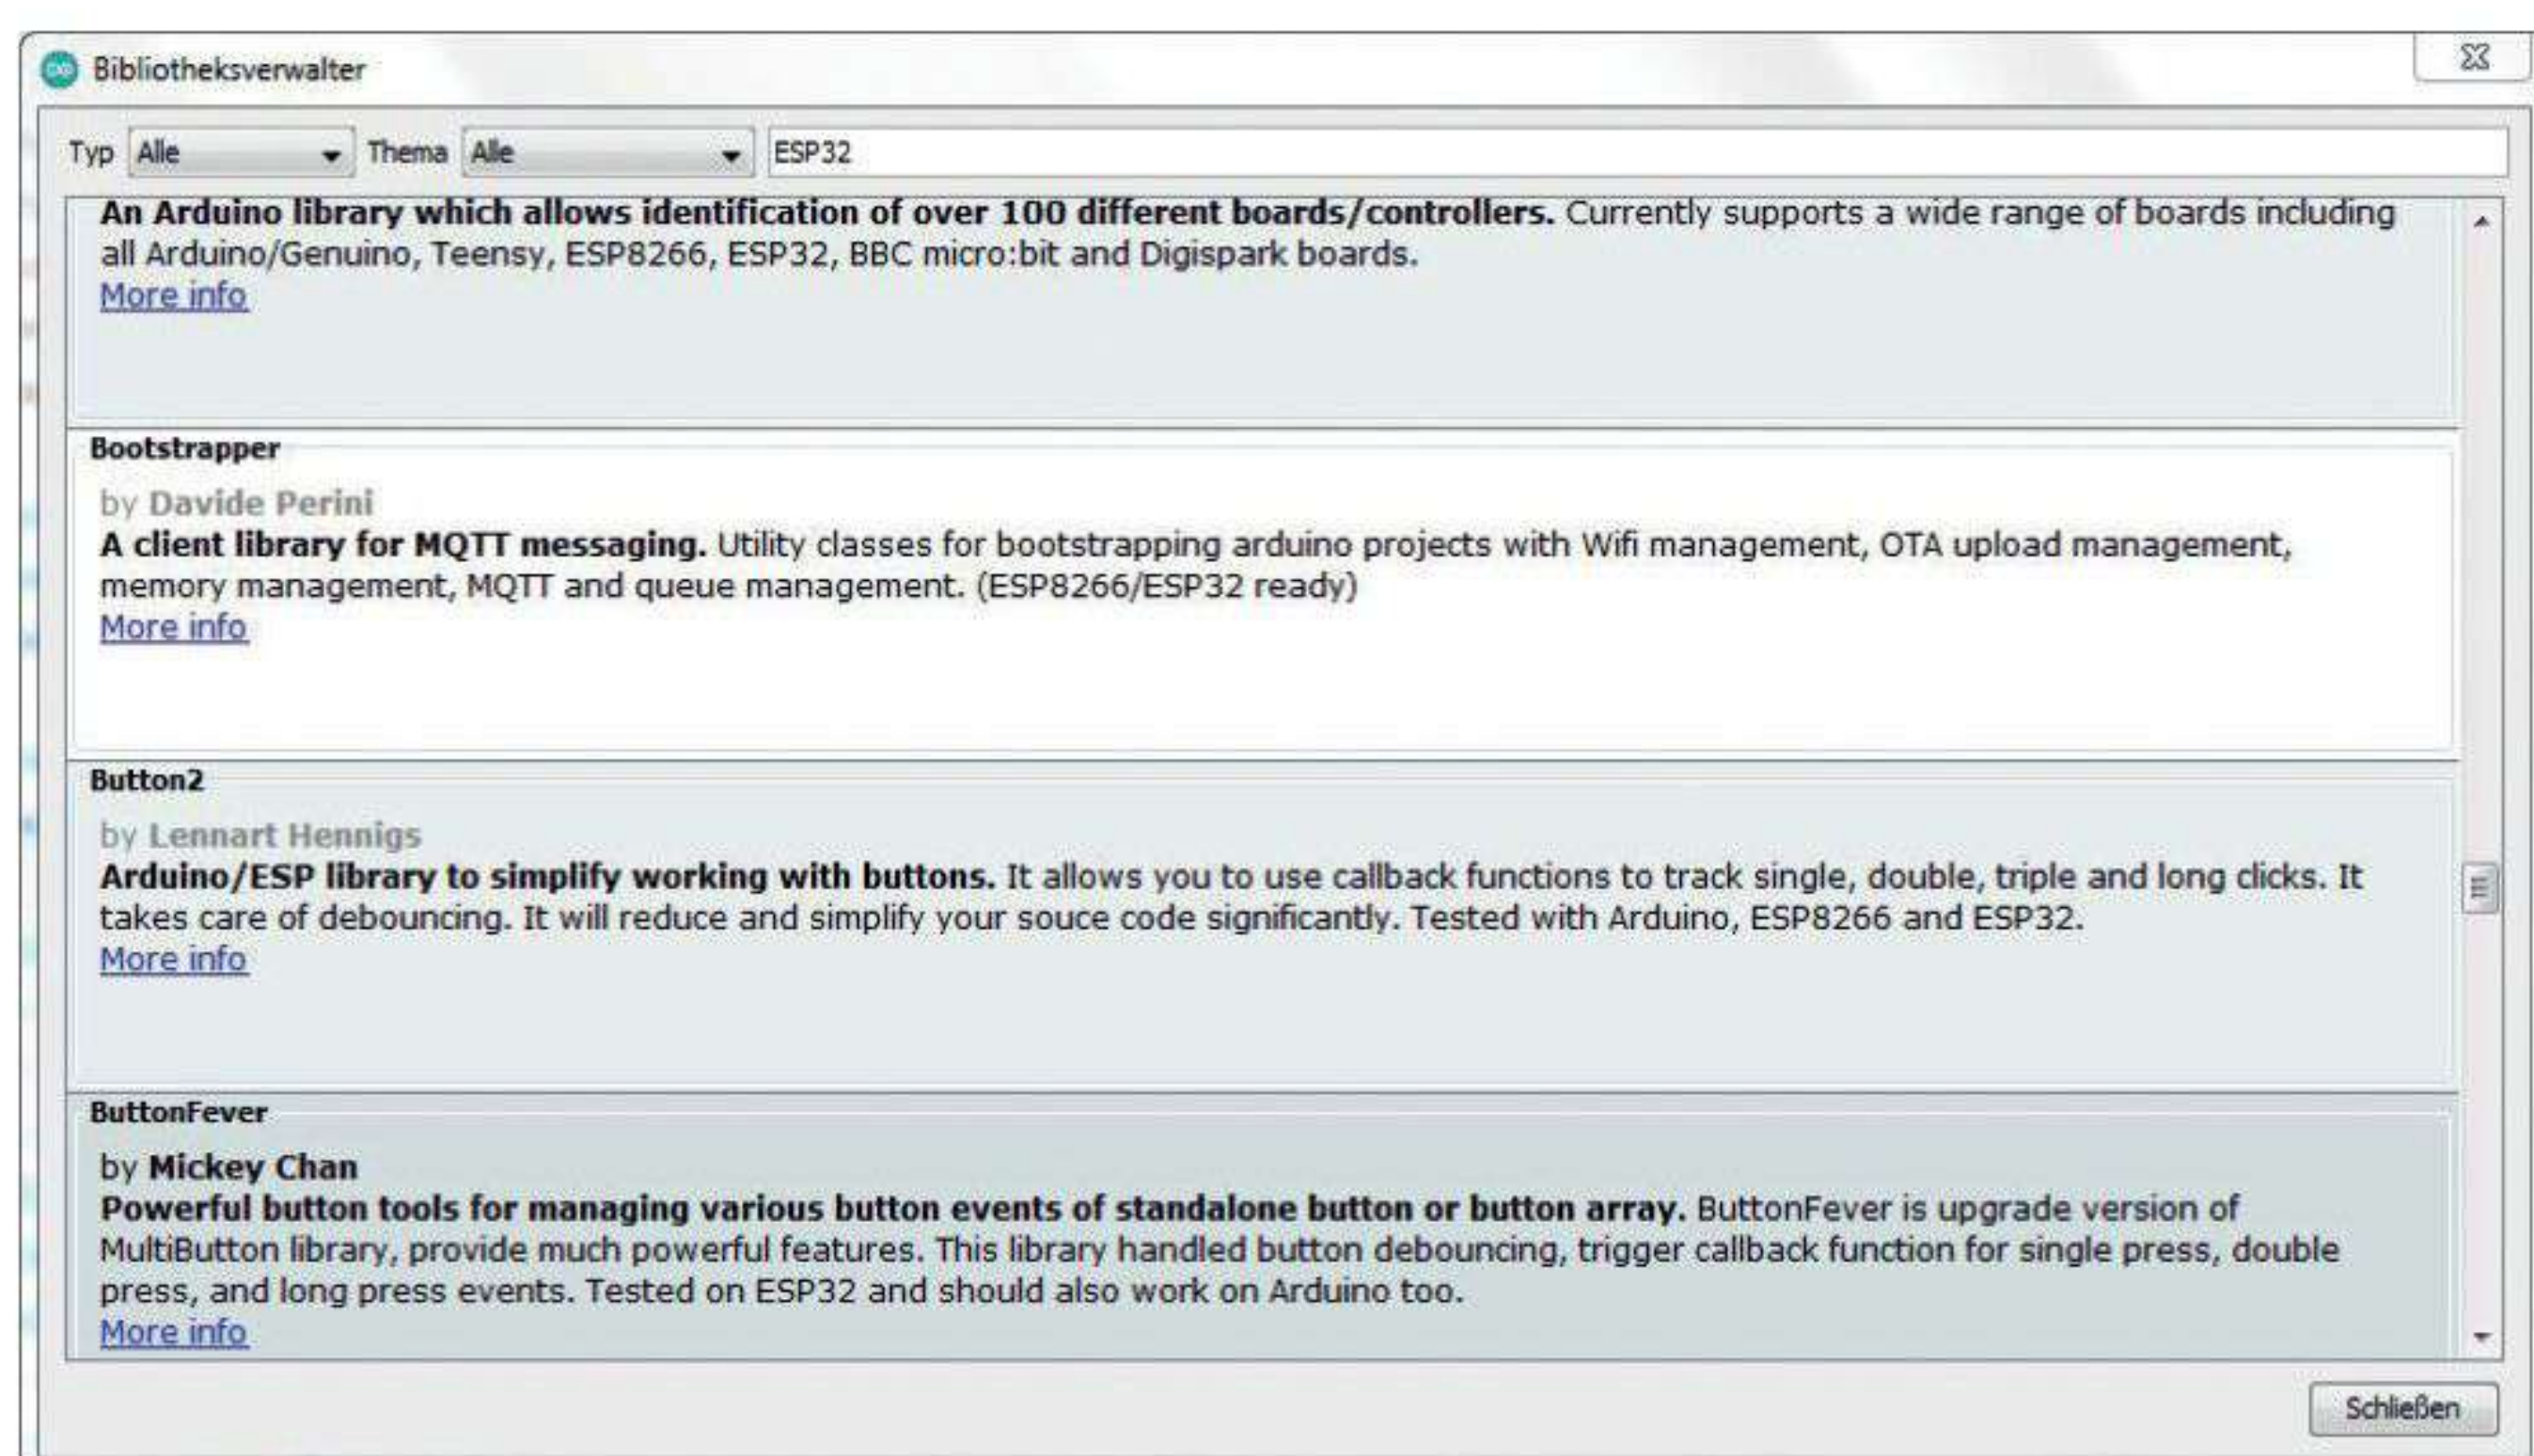 Bibliotheksverwalter
Typ Alle Thema Alle ESP32
An Arduino library which allows identification of over 100 different boards/controllers. Currently supports a wide range of boards including
all Arduino/Genuino, Teensy, ESP8266, ESP32, BBC micro:bit and Digispark boards.
More info
Bootstrapper
by Davide Perini
A client library for MQTT messaging. Utility classes for bootstrapping arduino projects with Wifi management, OTA upload management,
memory management, MQTT and queue management. (ESP8266/ESP32 ready)
More info
Button2
by Lennart Hennigs
Arduino/ESP library to simplify working with buttons. It allows you to use callback functions to track single, double, triple and long clicks. It
takes care of debouncing. It will reduce and simplify your souce code significantly. Tested with Arduino, ESP8266 and ESP32.
More info
ButtonFever
by Mickey Chan
Powerful button tools for managing various button events of standalone button or button array. ButtonFever is upgrade version of
MultiButton library, provide much powerful features. This library handled button debouncing, trigger callback function for single press, double
press, and long press events. Tested on ESP32 and should also work on Arduino too.
More info
Schließen